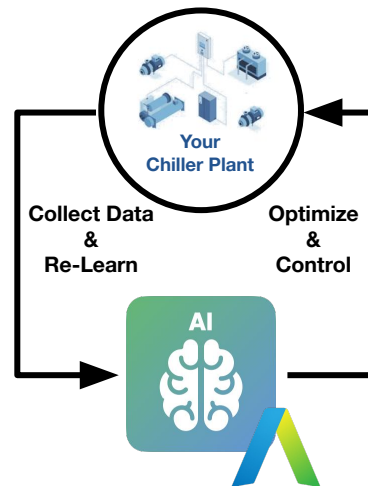 Your
Chiller Plant
Collect Data
&
Re-Learn
Optimize
&
Control
AI